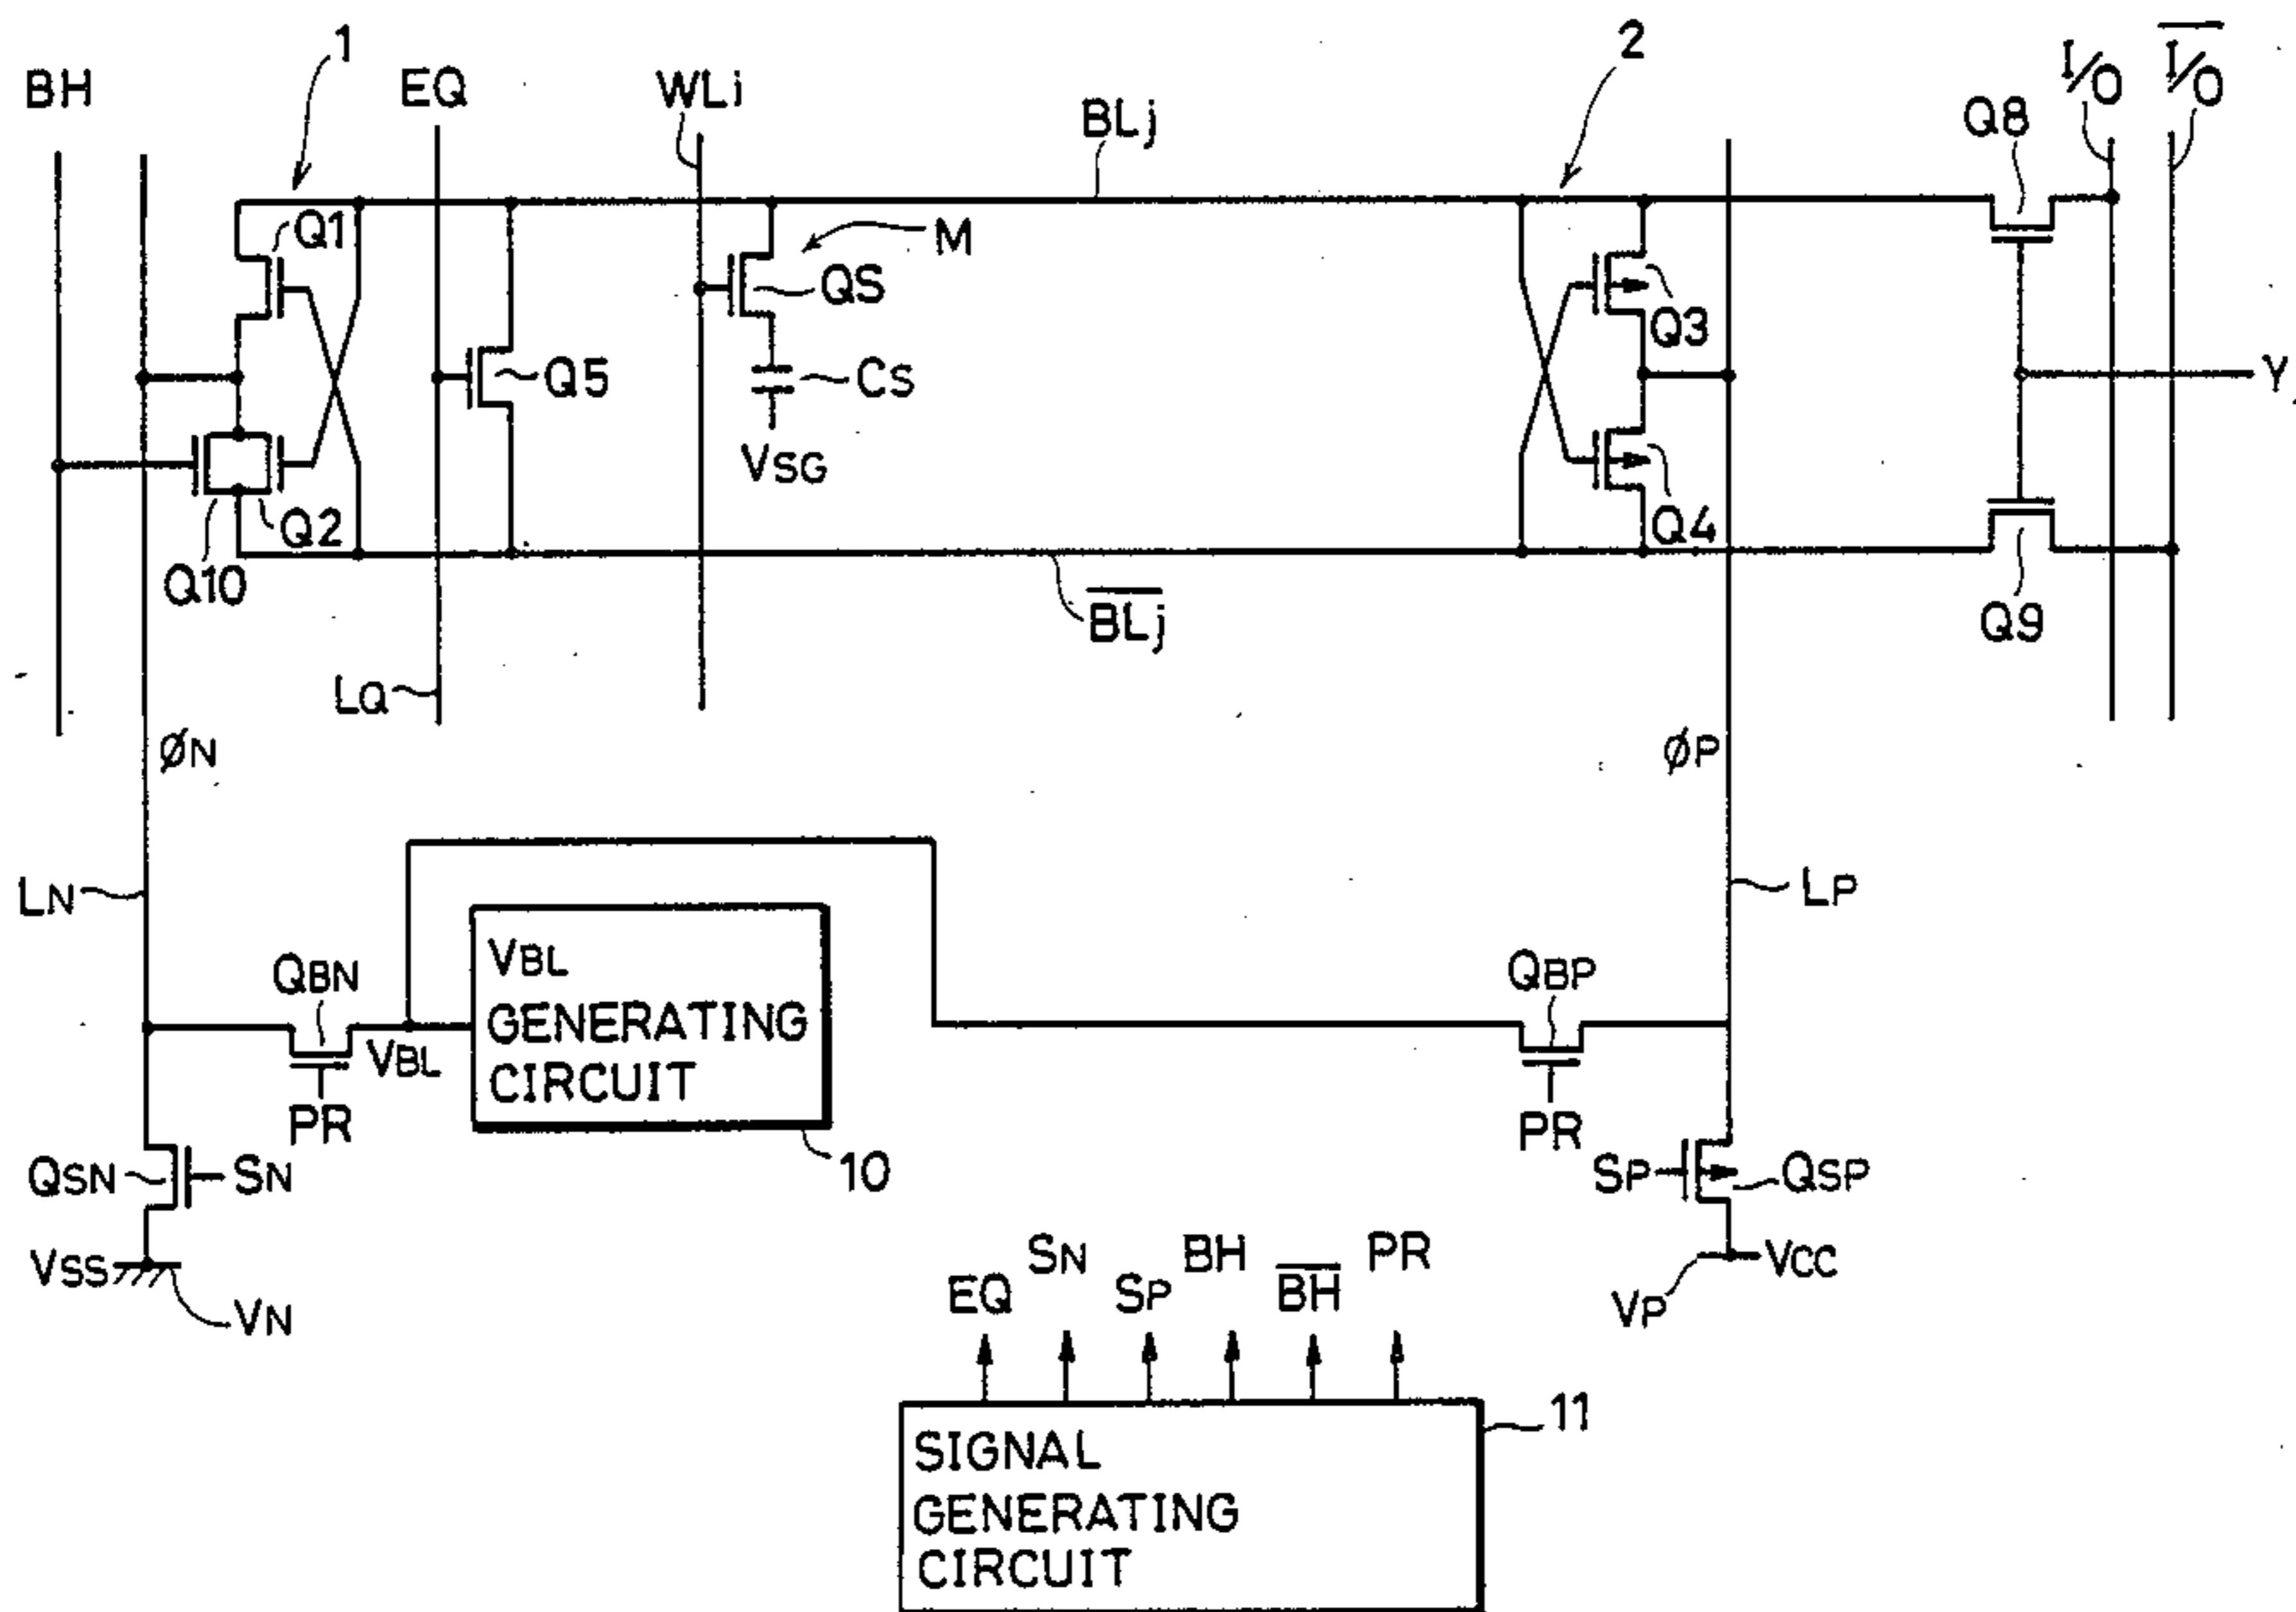 BH
1
EQ
WLi
BLj
2
Q8
I/O
I/O̅
Q1
M
QS
Q3
Q5
CS
Y
VSG
Q2
Q4
Q10
B̅L̅j̅
Q9
LQ
ØN
ØP
LN
LP
VBL
GENERATING
CIRCUIT
QBN
QBP
VBL
PR
PR
10
QSN
SN
SP
QSP
VSS
VN
VCC
VP
EQ
SN
SP
BH
B̅H̅
PR
11
SIGNAL
GENERATING
CIRCUIT